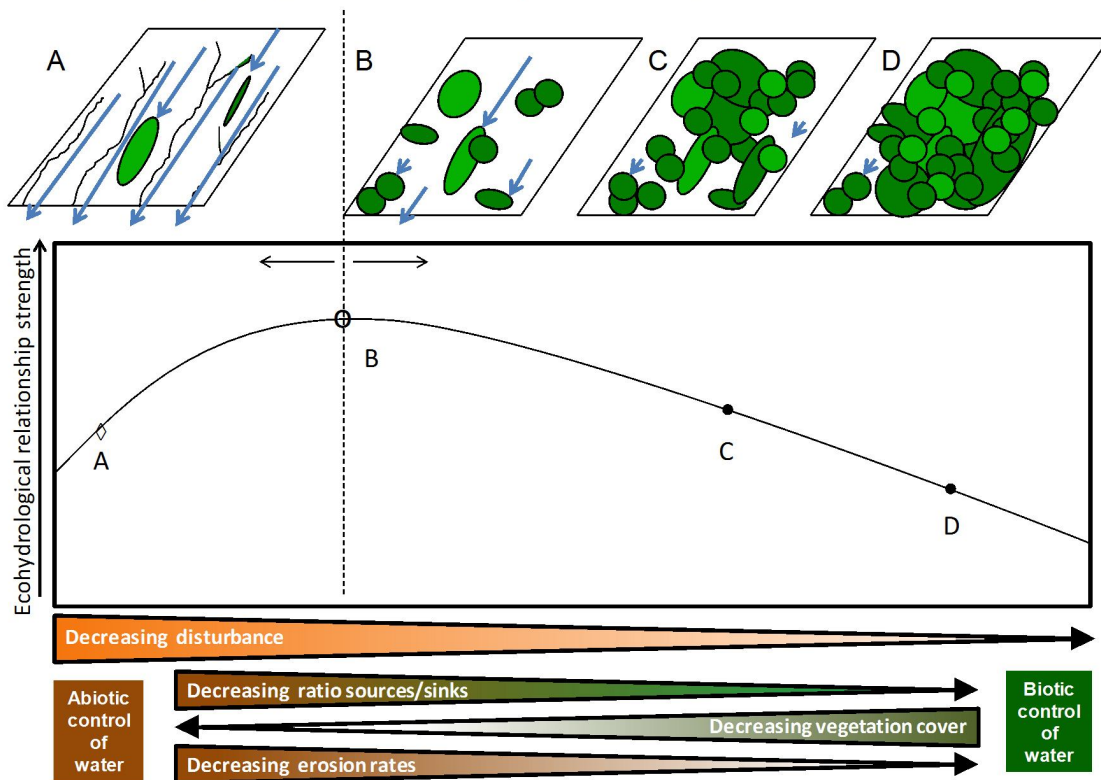 A
B
C
D
Ecohydrological relationship strength
B
A
C
D
Decreasing disturbance
Abiotic
control
of
water
Decreasing ratio sources/sinks
Decreasing vegetation cover
Decreasing erosion rates
Biotic
control
of
water